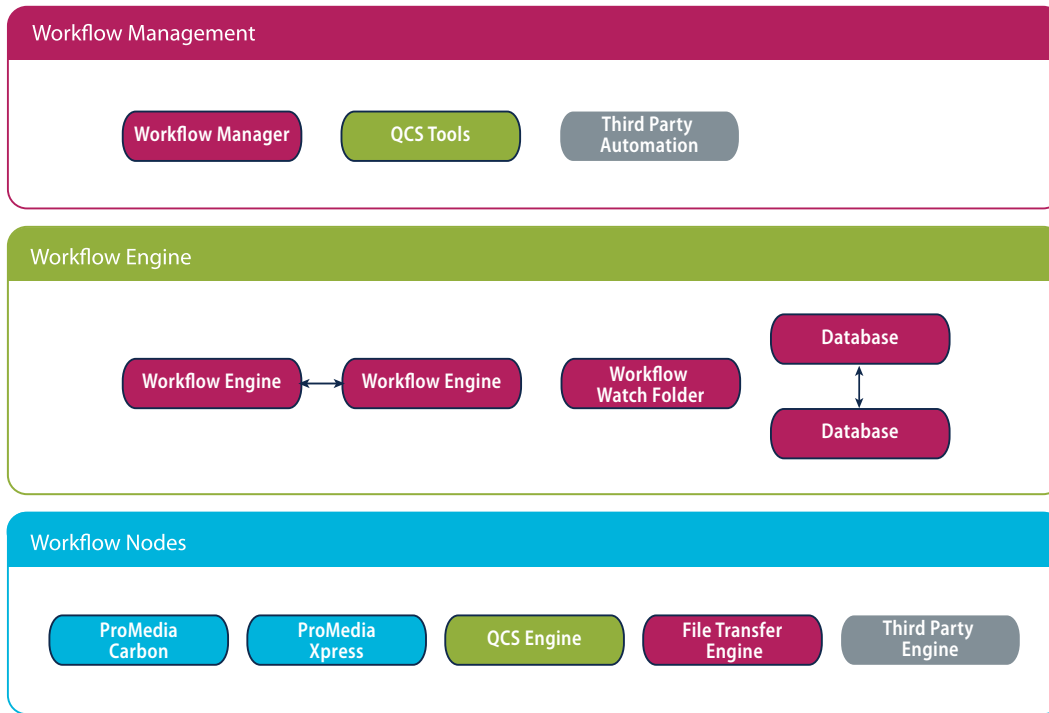 Workflow Management
Workflow Manager
QCS Tools
Third Party
Automation
Workflow Engine
Workflow Engine
Workflow Engine
Workflow
Watch Folder
Database
Database
Workflow Nodes
ProMedia
Carbon
ProMedia
Xpress
QCS Engine
File Transfer
Engine
Third Party
Engine